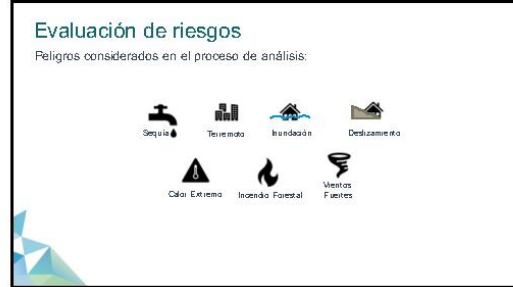 Evaluación de riesgos
Peligros considerados en el proceso de análisis:
Sequia
Terremoto
Inundación
Deslizamiento
Calor Extremo
Incendio Forestal
Vientos
Fuertes